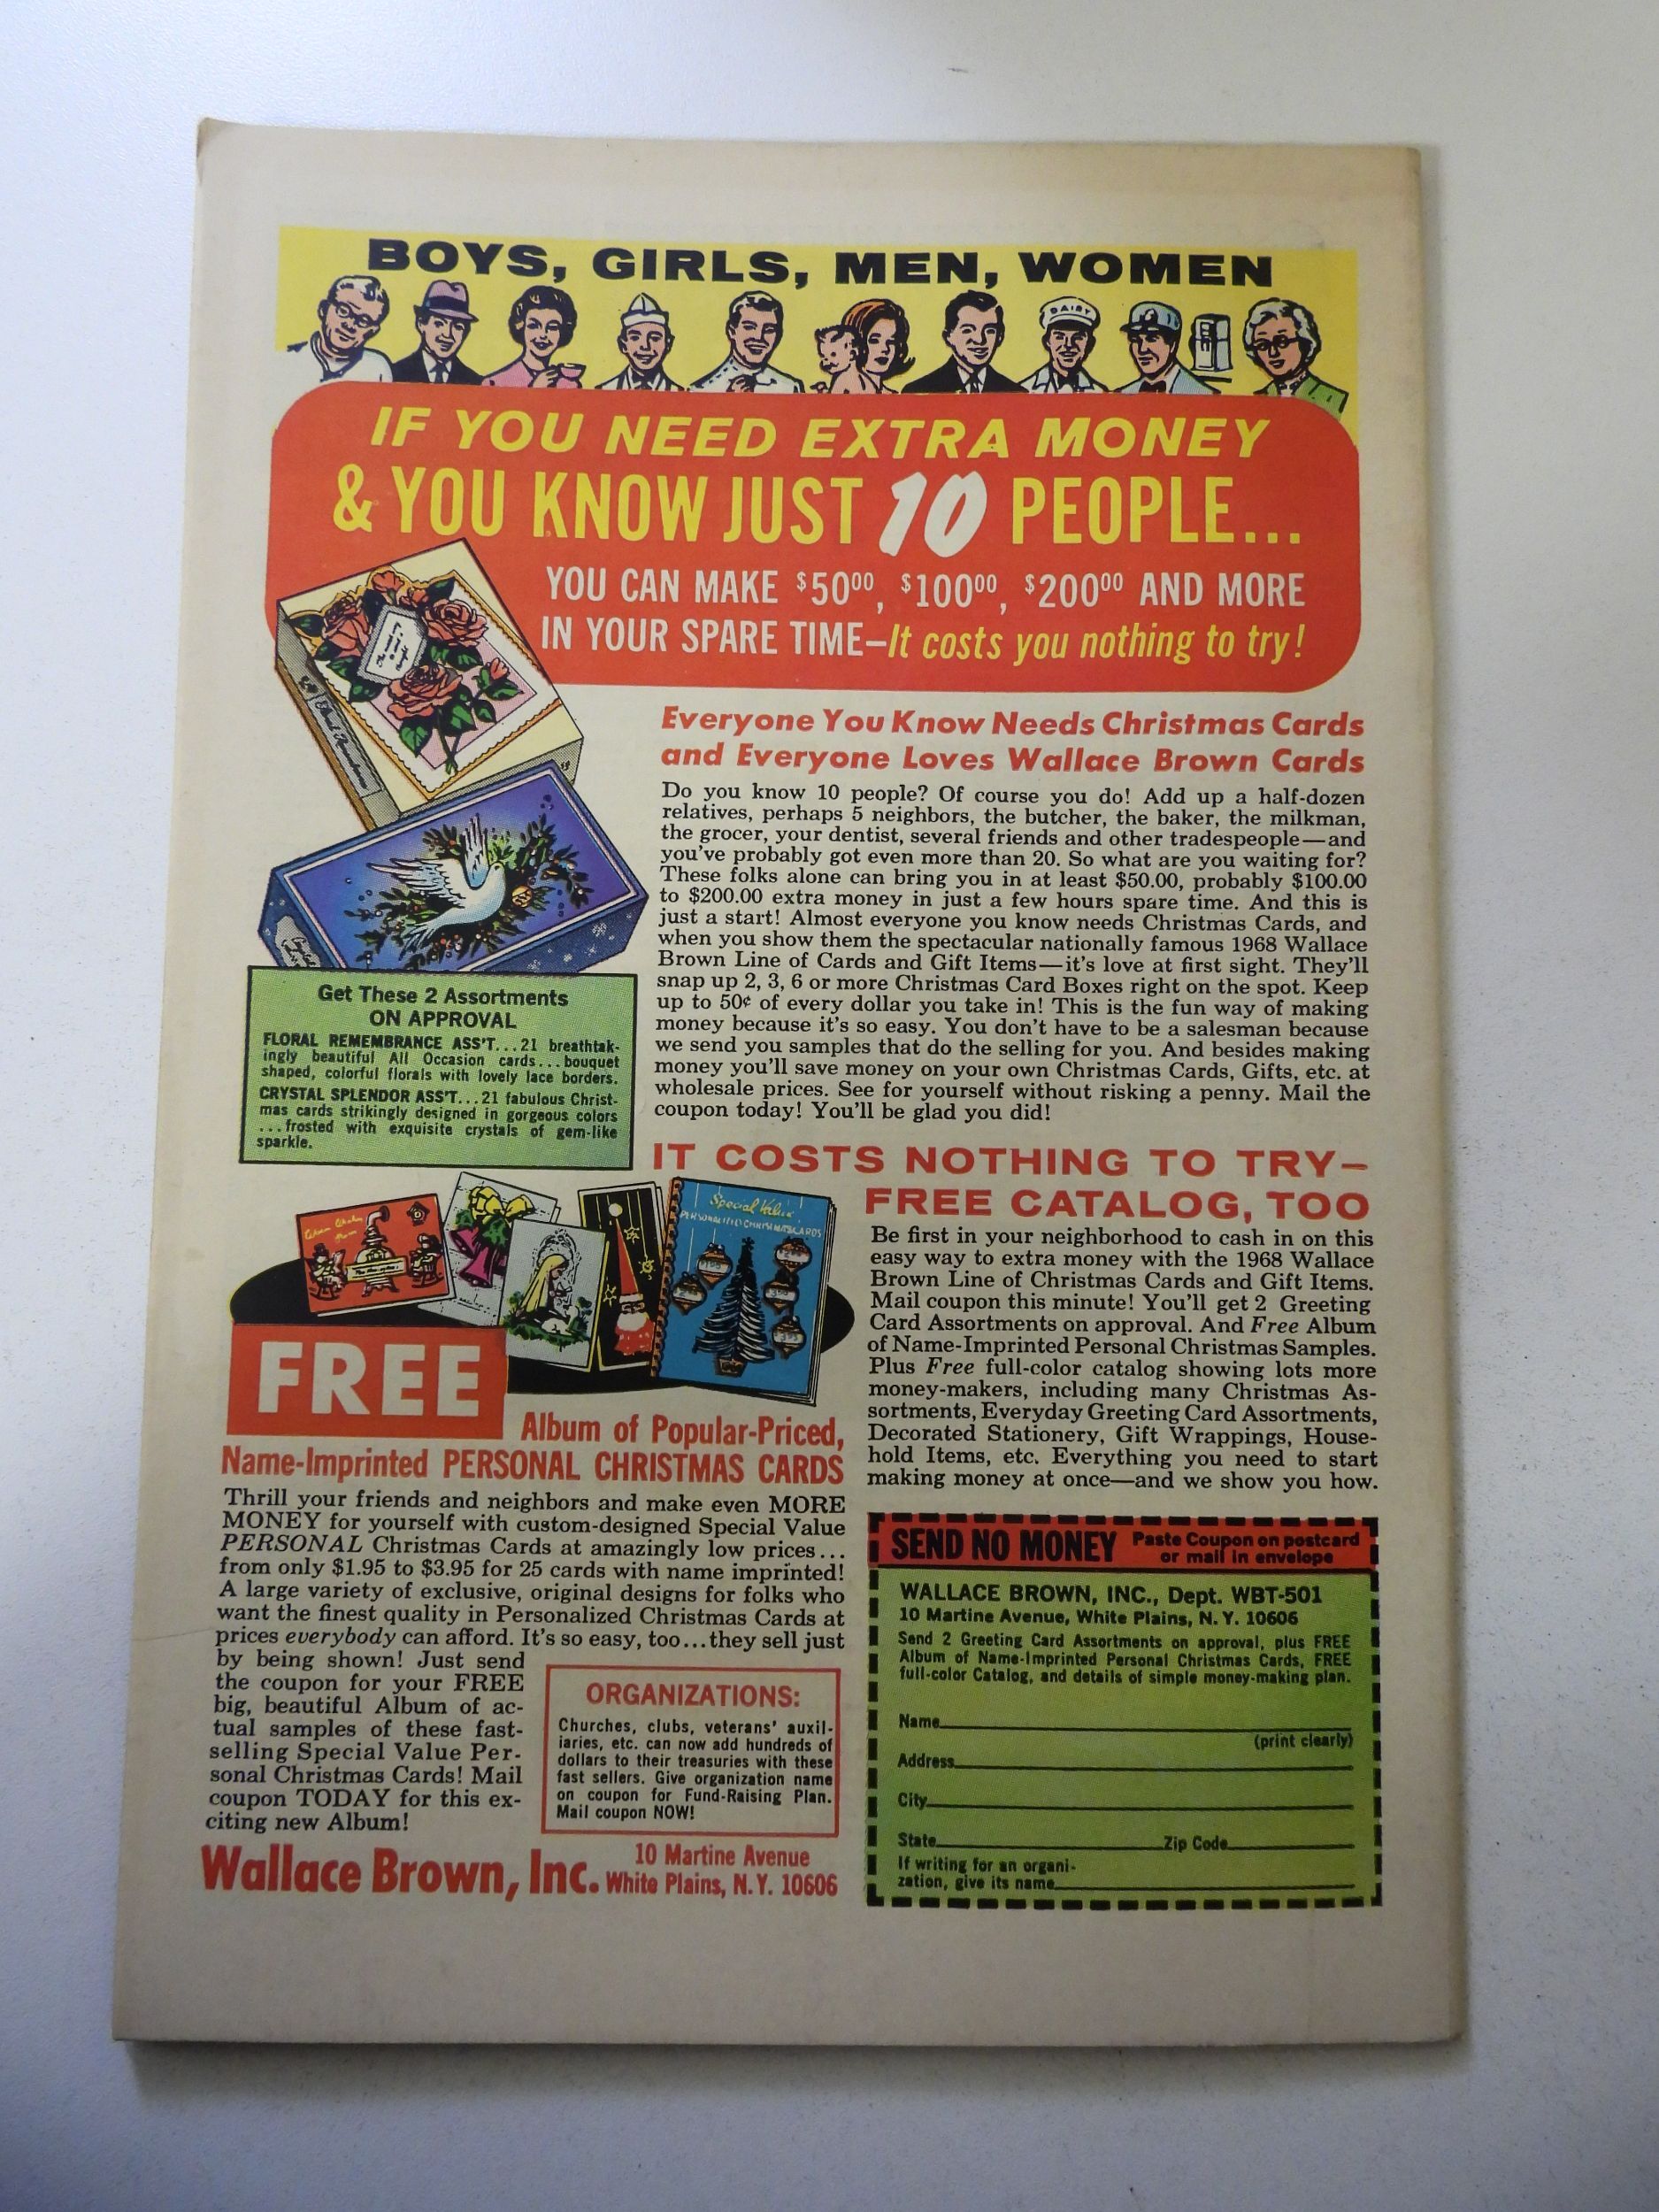 BOYS, GIRLS, MEN, WOMEN
DAIRY
IF YOU NEED EXTRA MONEY
& YOU KNOW JUST 10 PEOPLE...
YOU CAN MAKE $50⁰⁰, $100⁰⁰, $200⁰⁰ AND MORE
IN YOUR SPARE TIME—It costs you nothing to try!
Everyone You Know Needs Christmas Cards
and Everyone Loves Wallace Brown Cards
Do you know 10 people? Of course you do! Add up a half-dozen
relatives, perhaps 5 neighbors, the butcher, the baker, the milkman,
the grocer, your dentist, several friends and other tradespeople—and
you've probably got even more than 20. So what are you waiting for?
These folks alone can bring you in at least $50.00, probably $100.00
to $200.00 extra money in just a few hours spare time. And this is
just a start! Almost everyone you know needs Christmas Cards, and
when you show them the spectacular nationally famous 1968 Wallace
Brown Line of Cards and Gift Items—it's love at first sight. They'll
snap up 2, 3, 6 or more Christmas Card Boxes right on the spot. Keep
up to 50¢ of every dollar you take in! This is the fun way of making
money because it's so easy. You don't have to be a salesman because
we send you samples that do the selling for you. And besides making
money you'll save money on your own Christmas Cards, Gifts, etc. at
wholesale prices. See for yourself without risking a penny. Mail the
coupon today! You'll be glad you did!
Get These 2 Assortments
ON APPROVAL
FLORAL REMEMBRANCE ASS'T...21 breathtak-
ingly beautiful All Occasion cards...bouquet
shaped, colorful florals with lovely lace borders.
CRYSTAL SPLENDOR ASS'T...21 fabulous Christ-
mas cards strikingly designed in gorgeous colors
...frosted with exquisite crystals of gem-like
sparkle.
IT COSTS NOTHING TO TRY—
FREE CATALOG, TOO
Be first in your neighborhood to cash in on this
easy way to extra money with the 1968 Wallace
Brown Line of Christmas Cards and Gift Items.
Mail coupon this minute! You'll get 2 Greeting
Card Assortments on approval. And Free Album
of Name-Imprinted Personal Christmas Samples.
Plus Free full-color catalog showing lots more
money-makers, including many Christmas As-
sortments, Everyday Greeting Card Assortments,
Decorated Stationery, Gift Wrappings, House-
hold Items, etc. Everything you need to start
making money at once—and we show you how.
Special Value
PERSONALIZED CHRISTMAS CARDS
FREE
Album of Popular-Priced,
Name-Imprinted PERSONAL CHRISTMAS CARDS
Thrill your friends and neighbors and make even MORE
MONEY for yourself with custom-designed Special Value
PERSONAL Christmas Cards at amazingly low prices...
from only $1.95 to $3.95 for 25 cards with name imprinted!
A large variety of exclusive, original designs for folks who
want the finest quality in Personalized Christmas Cards at
prices everybody can afford. It's so easy, too...they sell just
by being shown! Just send
the coupon for your FREE
big, beautiful Album of ac-
tual samples of these fast-
selling Special Value Per-
sonal Christmas Cards! Mail
coupon TODAY for this ex-
citing new Album!
ORGANIZATIONS:
Churches, clubs, veterans' auxil-
iaries, etc. can now add hundreds of
dollars to their treasuries with these
fast sellers. Give organization name
on coupon for Fund-Raising Plan.
Mail coupon NOW!
Wallace Brown, Inc. 10 Martine Avenue
White Plains, N.Y. 10606
SEND NO MONEY Paste Coupon on postcard
or mail in envelope
WALLACE BROWN, INC., Dept. WBT-501
10 Martine Avenue, White Plains, N.Y. 10606
Send 2 Greeting Card Assortments on approval, plus FREE
Album of Name-Imprinted Personal Christmas Cards, FREE
full-color Catalog, and details of simple money-making plan.
Name
(print clearly)
Address
City
State Zip Code
If writing for an organi-
zation, give its name